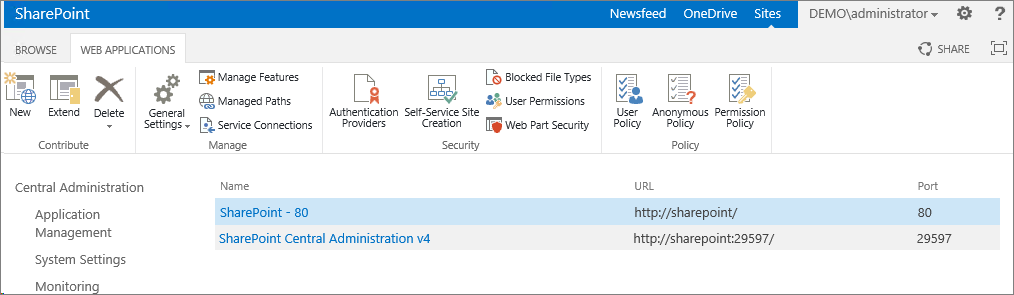 SharePoint
Newsfeed OneDrive Sites DEMO\administrator ?
BROWSE WEB APPLICATIONS SHARE
New
Extend
Delete
Contribute
General
Settings
Manage Features
Managed Paths
Service Connections
Manage
Authentication
Providers
Self-Service Site
Creation
Blocked File Types
User Permissions
Web Part Security
Security
User
Policy
Anonymous
Policy
Permission
Policy
Policy
Central Administration
Application
Management
System Settings
Monitoring
Name URL Port
SharePoint - 80 http://sharepoint/ 80
SharePoint Central Administration v4 http://sharepoint:29597/ 29597